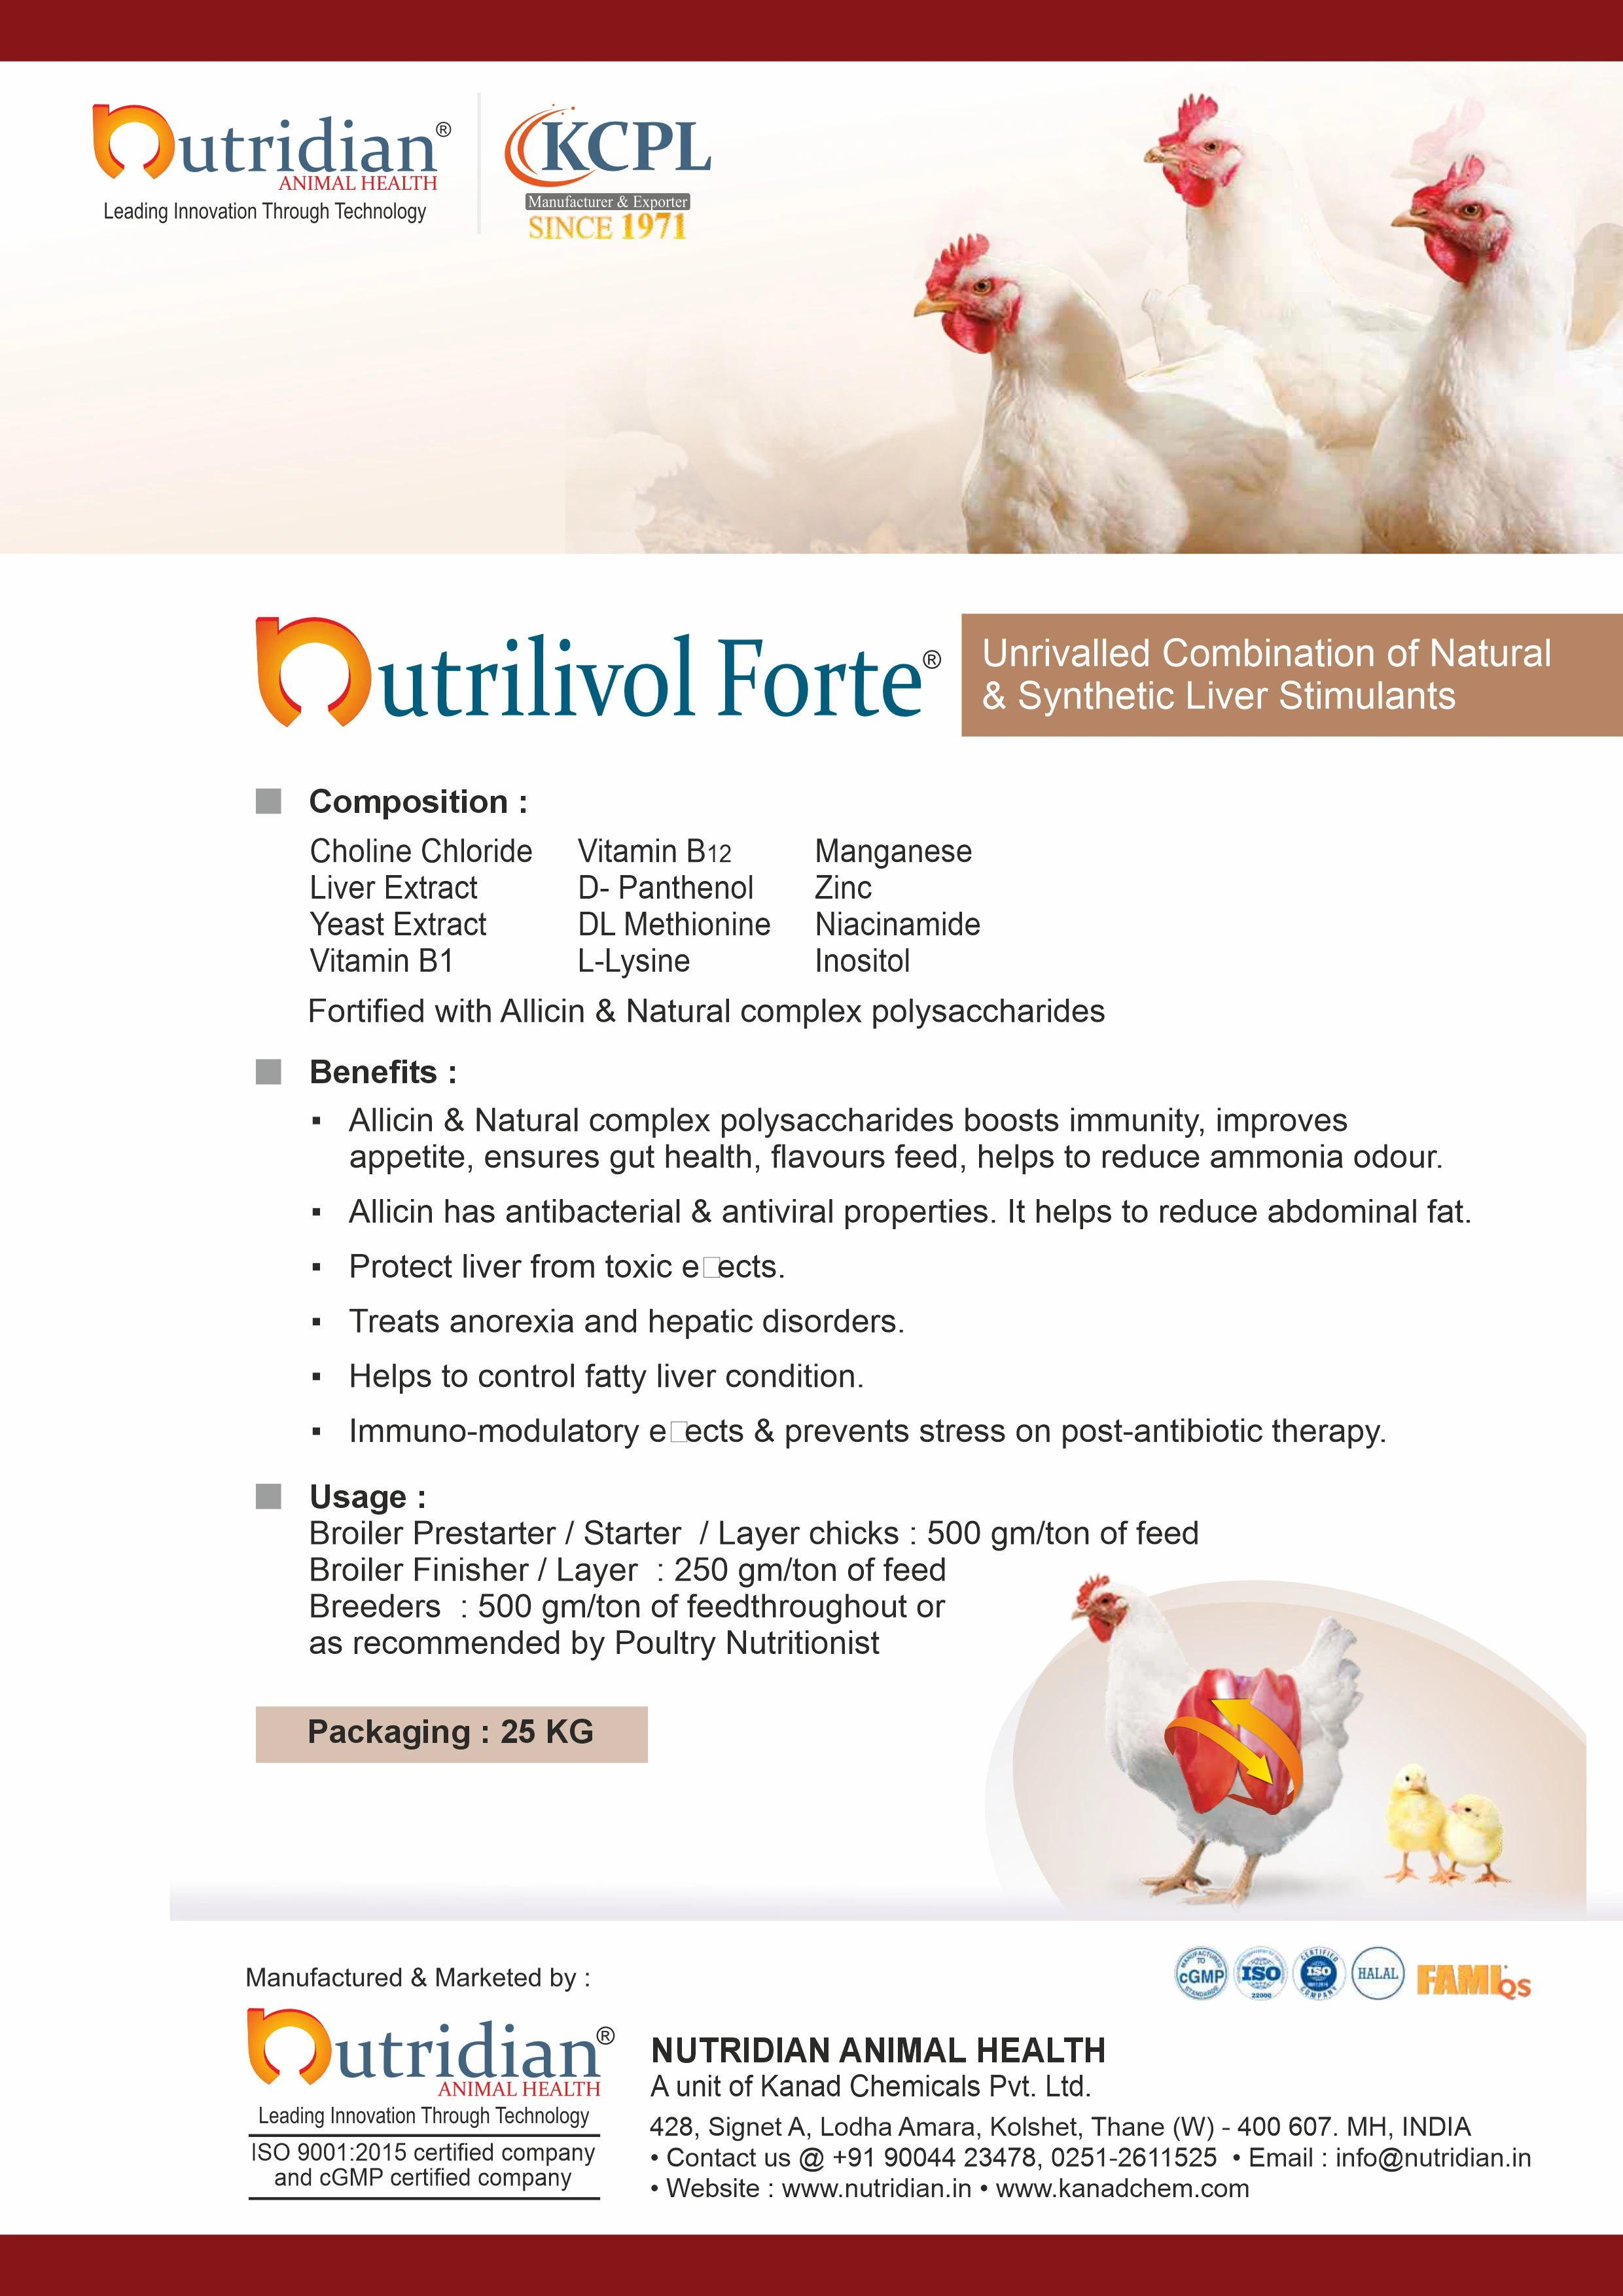 nutridian®
ANIMAL HEALTH
Leading Innovation Through Technology
KCPL
Manufacturer & Exporter
SINCE 1971
nutrilivol Forte®
Unrivalled Combination of Natural
& Synthetic Liver Stimulants
Composition :
Choline Chloride Vitamin B12 Manganese
Liver Extract D- Panthenol Zinc
Yeast Extract DL Methionine Niacinamide
Vitamin B1 L-Lysine Inositol
Fortified with Allicin & Natural complex polysaccharides
Benefits :
▪ Allicin & Natural complex polysaccharides boosts immunity, improves
appetite, ensures gut health, flavours feed, helps to reduce ammonia odour.
▪ Allicin has antibacterial & antiviral properties. It helps to reduce abdominal fat.
▪ Protect liver from toxic e□ects.
▪ Treats anorexia and hepatic disorders.
▪ Helps to control fatty liver condition.
▪ Immuno-modulatory e□ects & prevents stress on post-antibiotic therapy.
Usage :
Broiler Prestarter / Starter / Layer chicks : 500 gm/ton of feed
Broiler Finisher / Layer : 250 gm/ton of feed
Breeders : 500 gm/ton of feedthroughout or
as recommended by Poultry Nutritionist
Packaging : 25 KG
Manufactured & Marketed by :
MANUFACTURED TO cGMP STANDARDS
ISO 22000
CERTIFIED ISO COMPANY
HALAL
FAMI QS
nutridian®
ANIMAL HEALTH
Leading Innovation Through Technology
ISO 9001:2015 certified company
and cGMP certified company
NUTRIDIAN ANIMAL HEALTH
A unit of Kanad Chemicals Pvt. Ltd.
428, Signet A, Lodha Amara, Kolshet, Thane (W) - 400 607. MH, INDIA
• Contact us @ +91 90044 23478, 0251-2611525 • Email : info@nutridian.in
• Website : www.nutridian.in • www.kanadchem.com